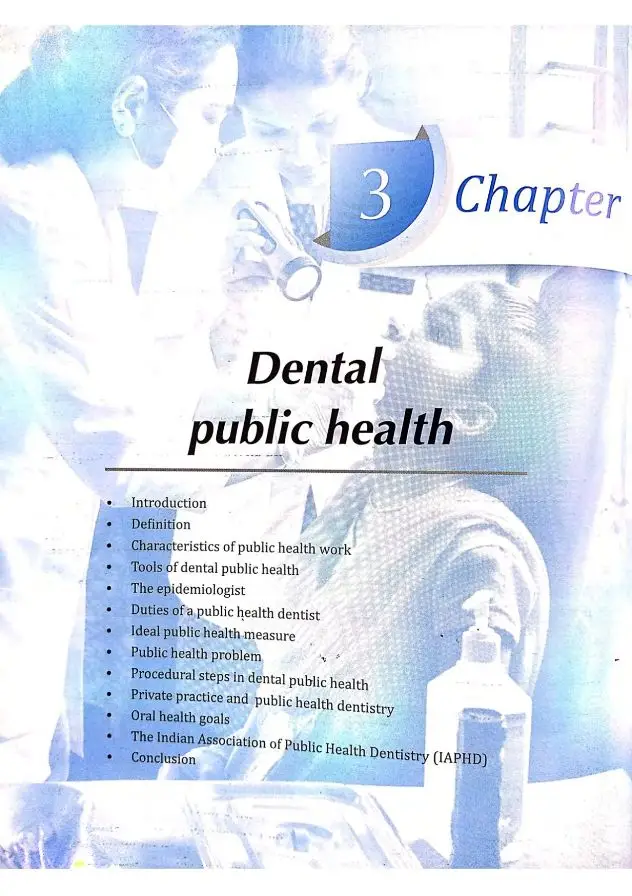 3
Chapter
Dental
public health
• Introduction
• Definition
• Characteristics of public health work
• Tools of dental public health
• The epidemiologist
• Duties of a public health dentist
• Ideal public health measure
• Public health problem
• Procedural steps in dental public health
• Private practice and public health dentistry
• Oral health goals
• The Indian Association of Public Health Dentistry (IAPHD)
• Conclusion